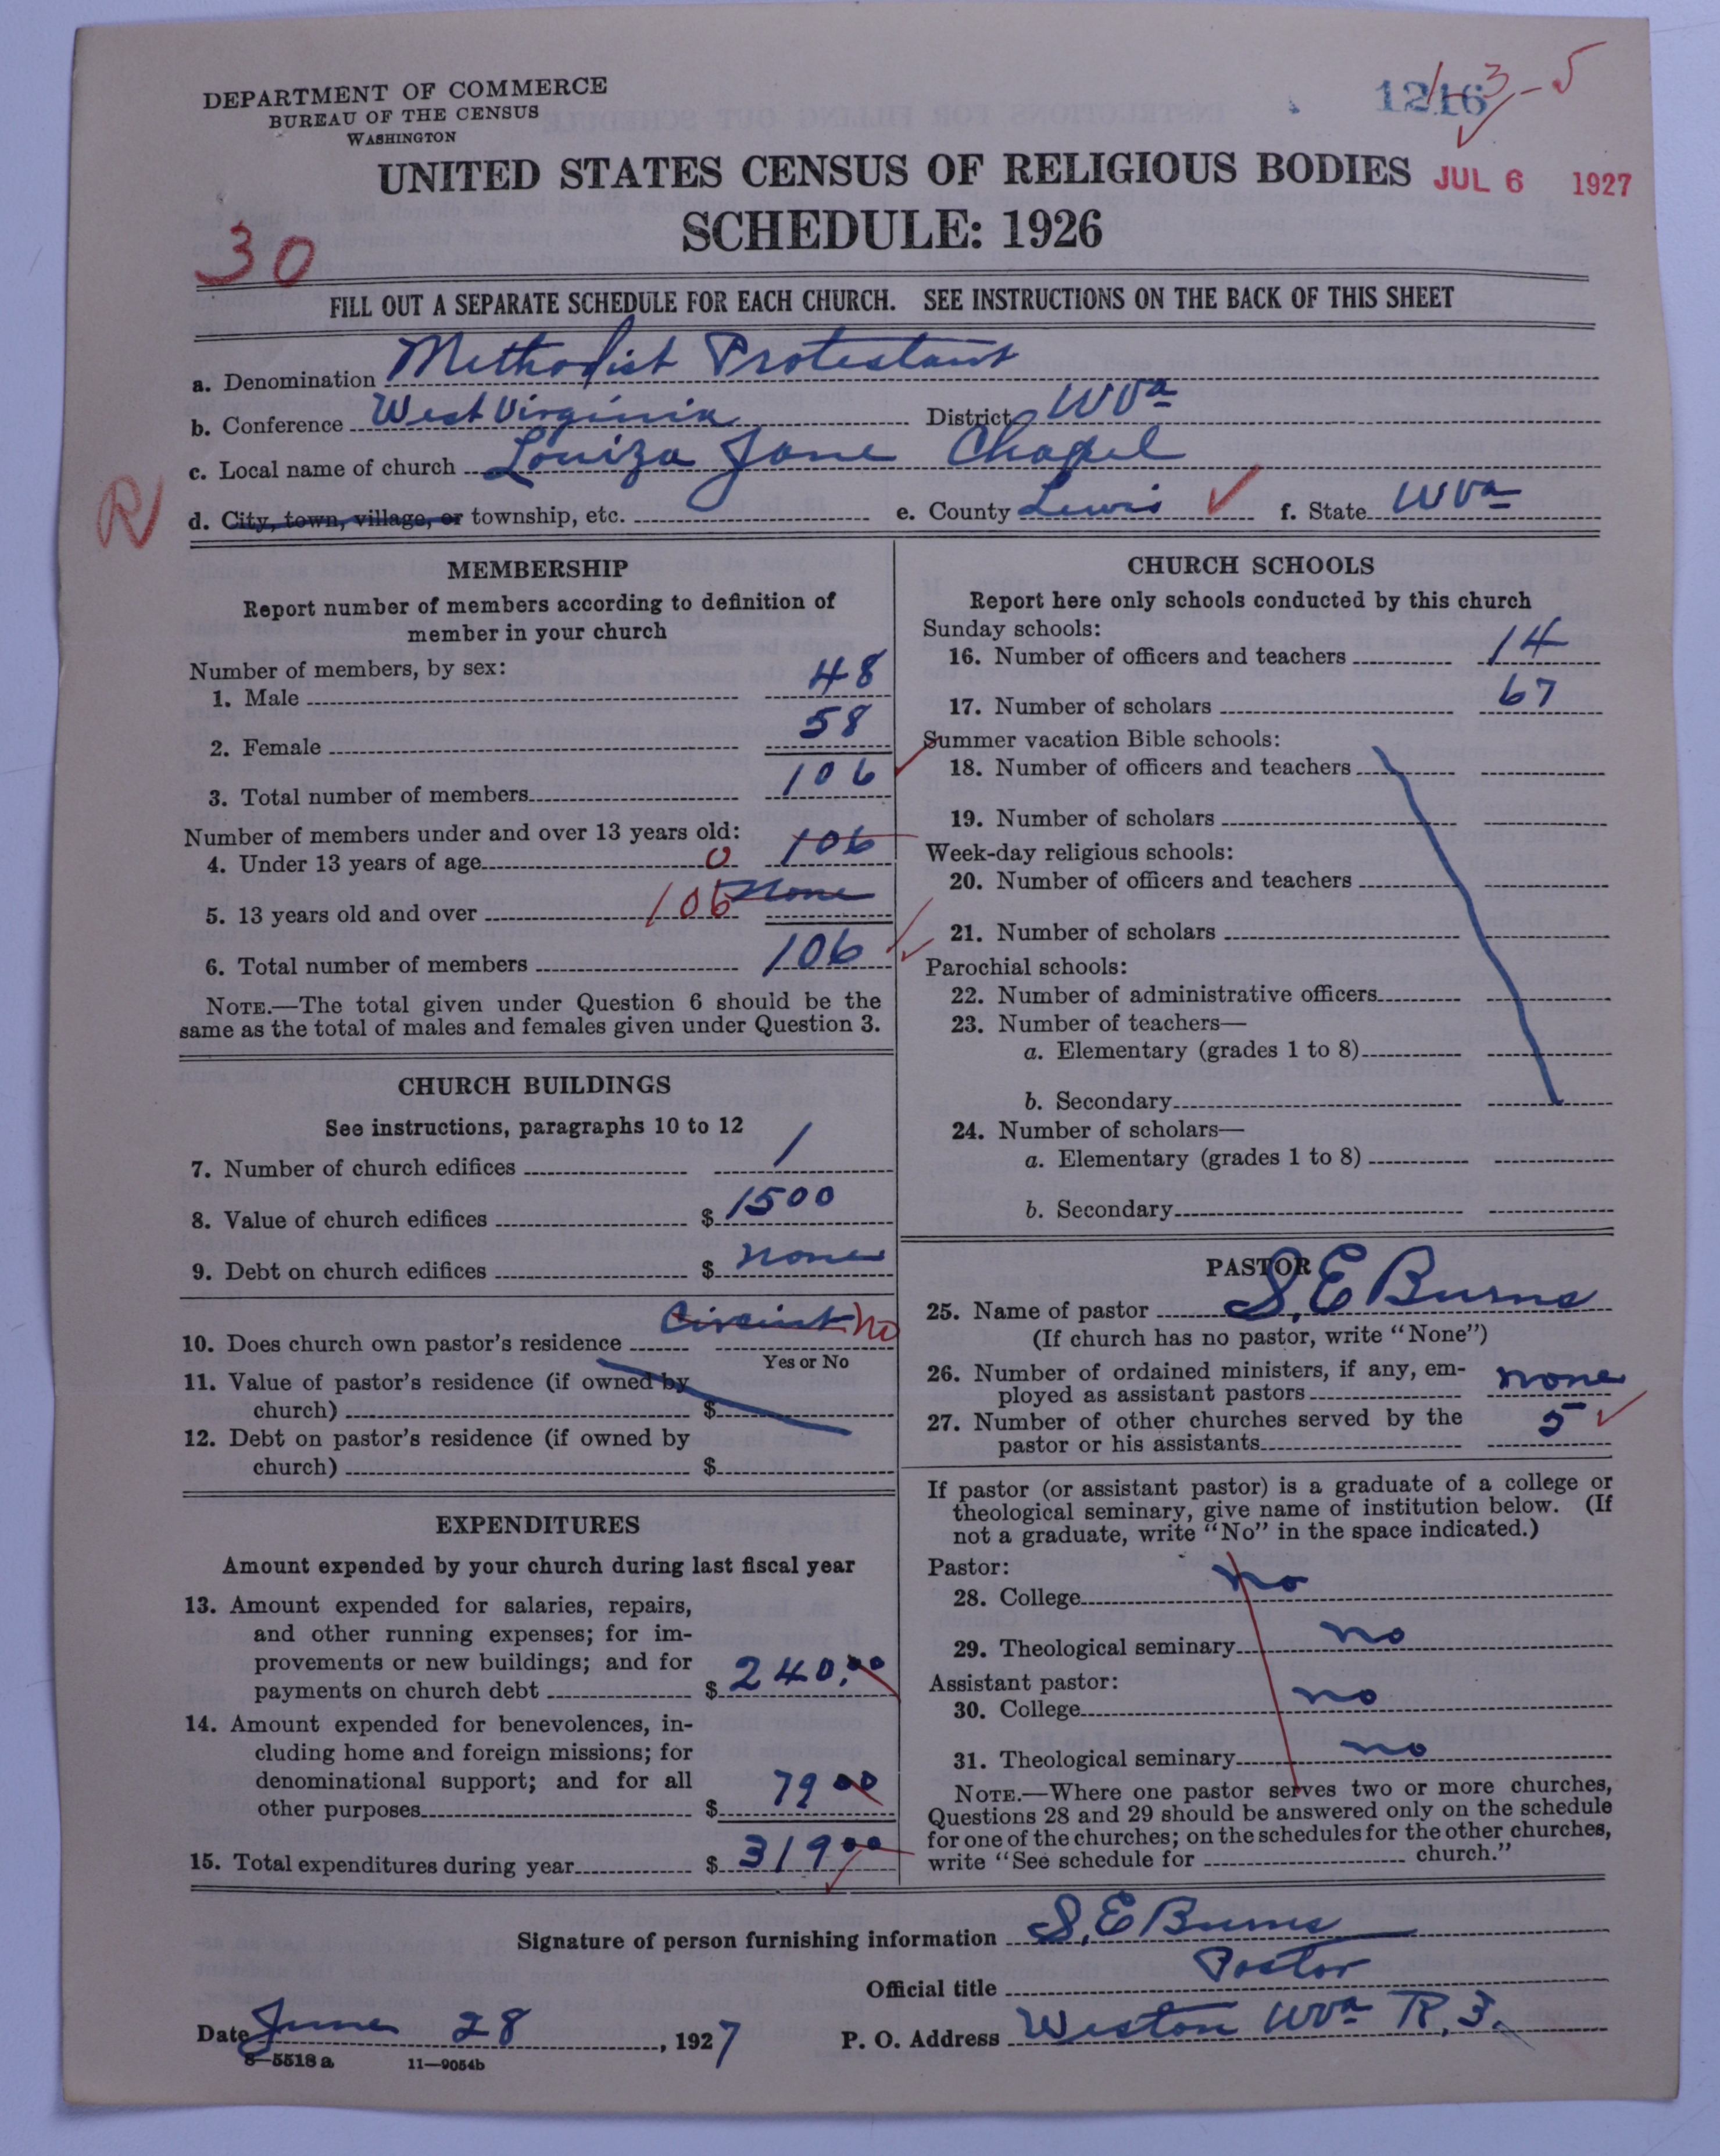 DEPARTMENT OF COMMERCE
BUREAU OF THE CENSUS
WASHINGTON
1216
1-3-5
UNITED STATES CENSUS OF RELIGIOUS BODIES
JUL 6 1927
SCHEDULE: 1926
30
FILL OUT A SEPARATE SCHEDULE FOR EACH CHURCH. SEE INSTRUCTIONS ON THE BACK OF THIS SHEET
a. Denomination Methodist Protestant
b. Conference West Virginia District WVa
c. Local name of church Louiza Jane Chapel
R
d. City, town, village, or township, etc. e. County Lewis f. State WVa
MEMBERSHIP
Report number of members according to definition of
member in your church
Number of members, by sex:
1. Male 48
2. Female 58
3. Total number of members 106
Number of members under and over 13 years old:
4. Under 13 years of age 0 106
5. 13 years old and over 106 None
6. Total number of members 106
NOTE.—The total given under Question 6 should be the
same as the total of males and females given under Question 3.
CHURCH BUILDINGS
See instructions, paragraphs 10 to 12
7. Number of church edifices 1
8. Value of church edifices $ 1500
9. Debt on church edifices $ none
10. Does church own pastor's residence Circuit no
Yes or No
11. Value of pastor's residence (if owned by
church) $
12. Debt on pastor's residence (if owned by
church) $
EXPENDITURES
Amount expended by your church during last fiscal year
13. Amount expended for salaries, repairs,
and other running expenses; for im-
provements or new buildings; and for
payments on church debt $ 240.00
14. Amount expended for benevolences, in-
cluding home and foreign missions; for
denominational support; and for all
other purposes $ 79 00
15. Total expenditures during year $ 319 00
CHURCH SCHOOLS
Report here only schools conducted by this church
Sunday schools:
16. Number of officers and teachers 14
17. Number of scholars 67
Summer vacation Bible schools:
18. Number of officers and teachers
19. Number of scholars
Week-day religious schools:
20. Number of officers and teachers
21. Number of scholars
Parochial schools:
22. Number of administrative officers
23. Number of teachers—
a. Elementary (grades 1 to 8)
b. Secondary
24. Number of scholars—
a. Elementary (grades 1 to 8)
b. Secondary
PASTOR
25. Name of pastor S. E Burns
(If church has no pastor, write "None")
26. Number of ordained ministers, if any, em-
ployed as assistant pastors none
27. Number of other churches served by the
pastor or his assistants 5
If pastor (or assistant pastor) is a graduate of a college or
theological seminary, give name of institution below. (If
not a graduate, write "No" in the space indicated.)
Pastor:
28. College no
29. Theological seminary no
Assistant pastor:
30. College no
31. Theological seminary no
NOTE.—Where one pastor serves two or more churches,
Questions 28 and 29 should be answered only on the schedule
for one of the churches; on the schedules for the other churches,
write "See schedule for church."
Signature of person furnishing information S. E Burns
Official title Pastor
Date June 28, 1927 P. O. Address Weston WVa R. 3.
8—5518a 11—9054b